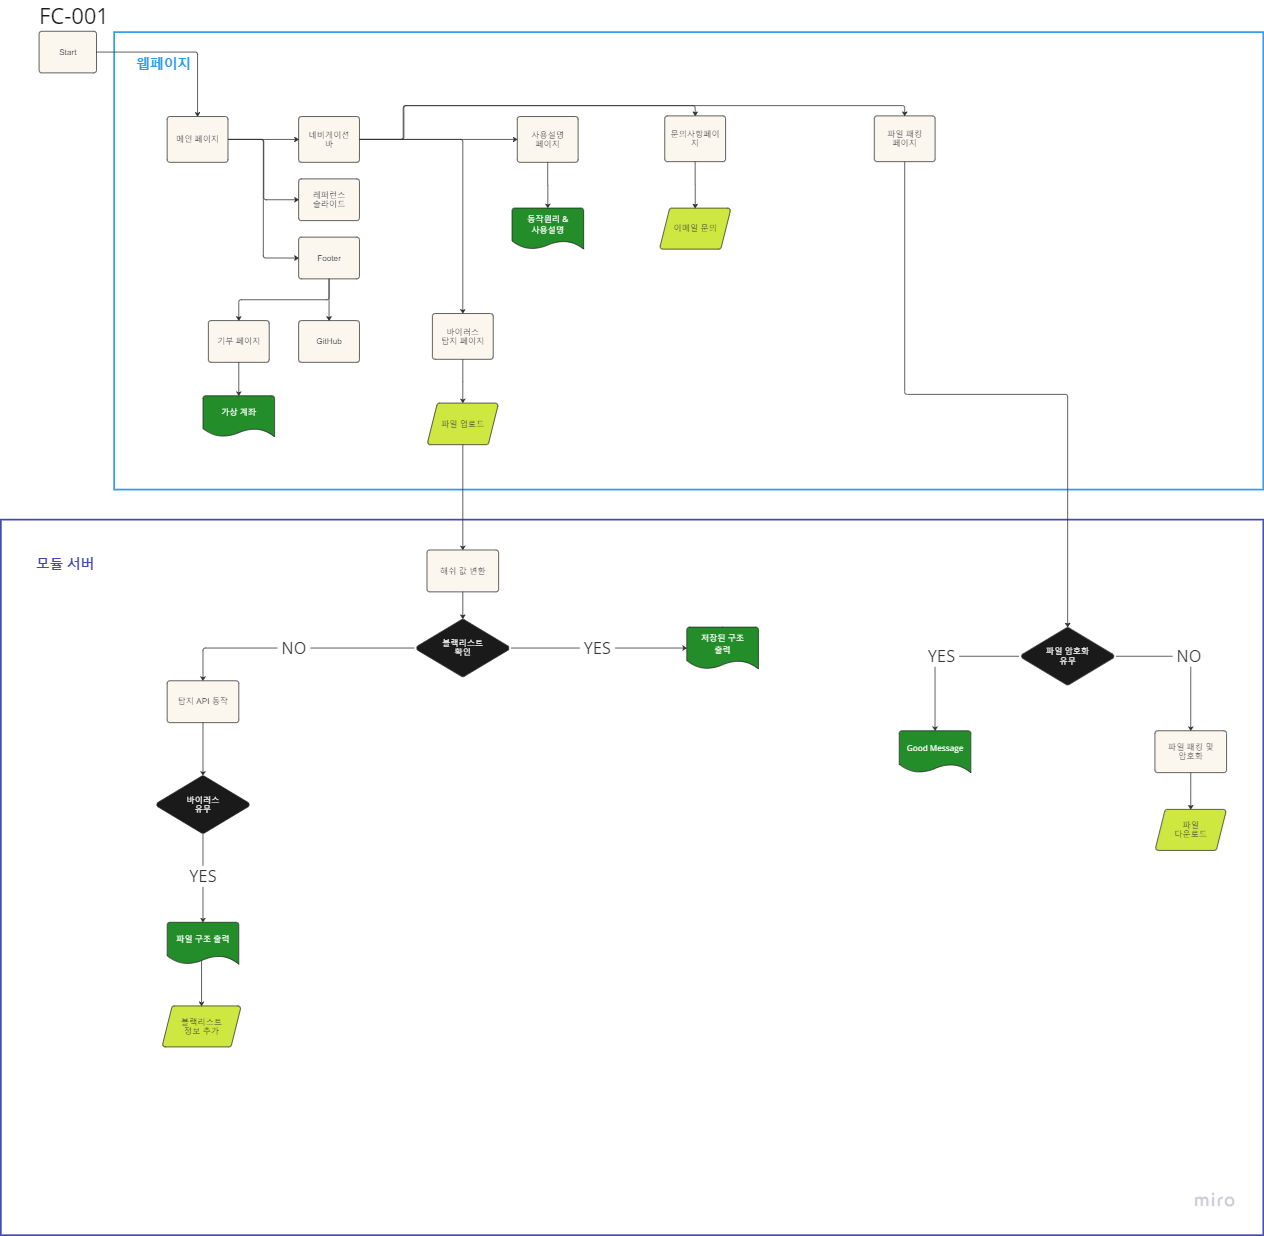 FC-001
Start
웹페이지
메인 페이지
네비게이션
바
사용설명
페이지
문의사항페이
지
파일 패킹
페이지
레퍼런스
슬라이드
동작원리 &
사용설명
이메일 문의
Footer
기부 페이지
GitHub
바이러스
탐지 페이지
가상 계좌
파일 업로드
모듈 서버
해쉬 값 변환
블랙리스트
확인
NO
YES
저장된 구조
출력
파일 암호화
유무
YES
NO
탐지 API 동작
Good Message
파일 패킹 및
암호화
바이러스
유무
파일
다운로드
YES
파일 구조 출력
블랙리스트
정보 추가
miro